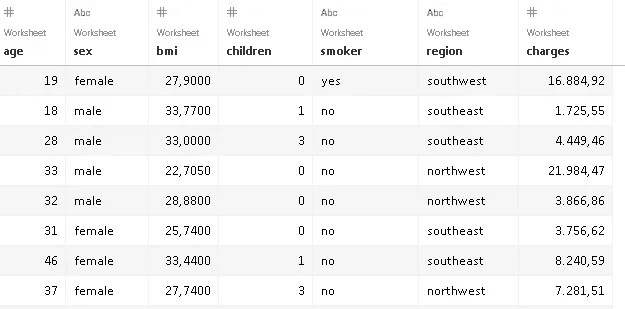 # Abc # # Abc Abc #
Worksheet Worksheet Worksheet Worksheet Worksheet Worksheet Worksheet
age sex bmi children smoker region charges
19 female 27,9000 0 yes southwest 16.884,92
18 male 33,7700 1 no southeast 1.725,55
28 male 33,0000 3 no southeast 4.449,46
33 male 22,7050 0 no northwest 21.984,47
32 male 28,8800 0 no northwest 3.866,86
31 female 25,7400 0 no southeast 3.756,62
46 female 33,4400 1 no southeast 8.240,59
37 female 27,7400 3 no northwest 7.281,51